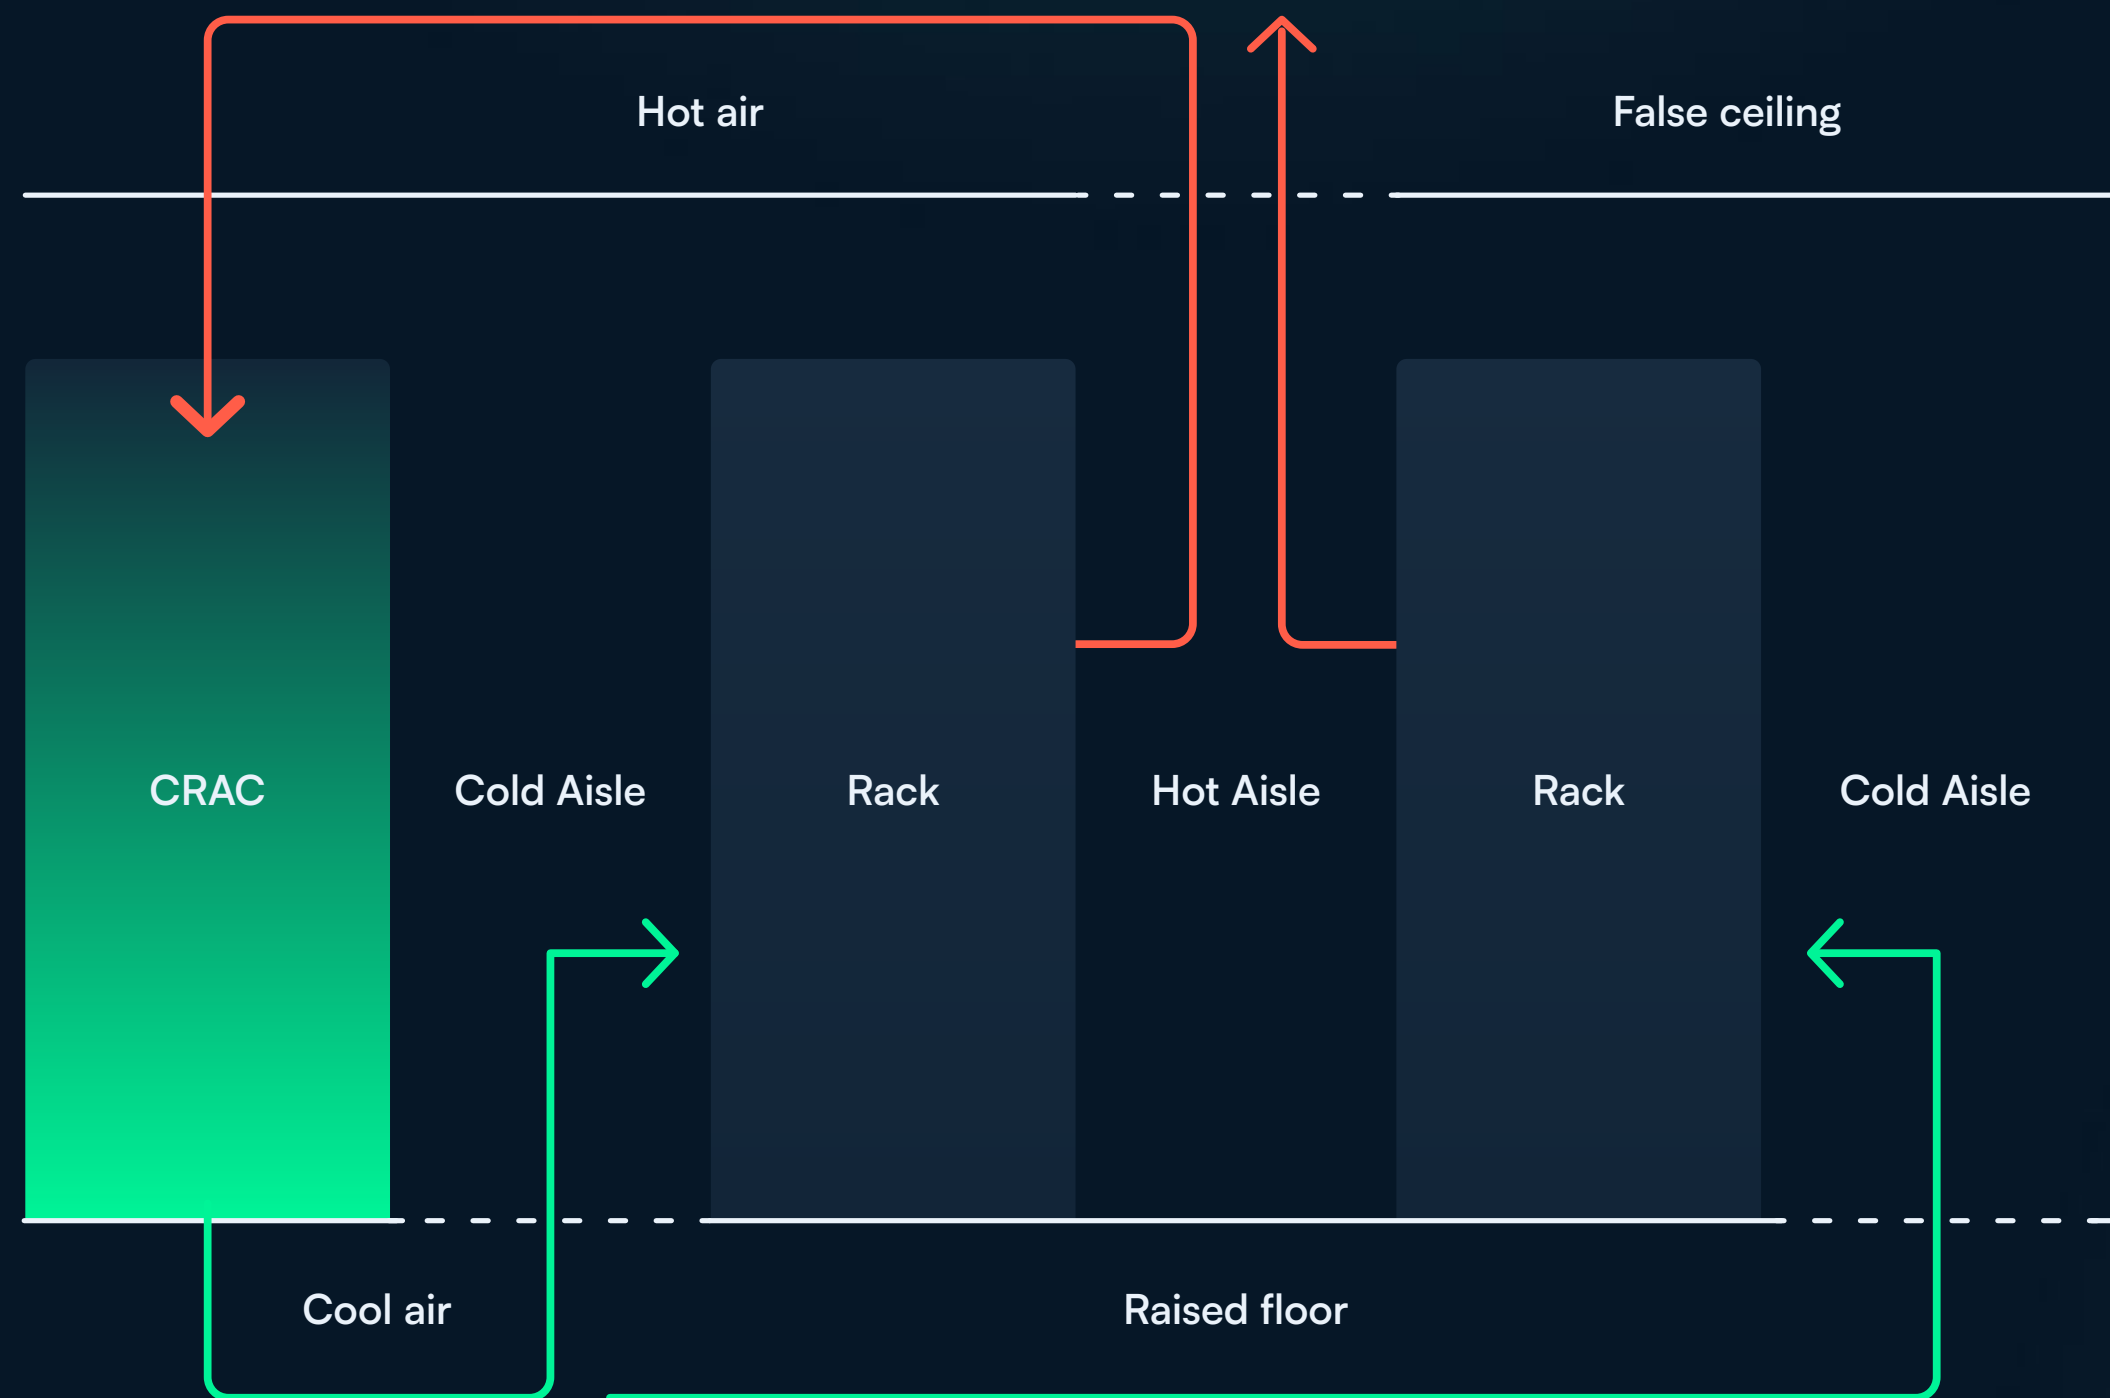 Hot air
False ceiling
CRAC
Cold Aisle
Rack
Hot Aisle
Rack
Cold Aisle
Cool air
Raised floor